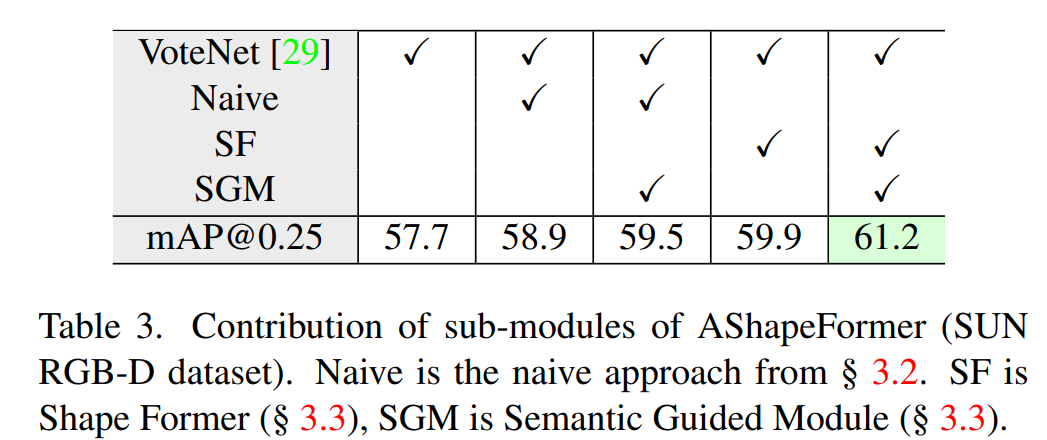 VoteNet [29] ✓ ✓ ✓ ✓ ✓
Naive ✓ ✓
SF ✓ ✓
SGM ✓ ✓
mAP@0.25 57.7 58.9 59.5 59.9 61.2
Table 3. Contribution of sub-modules of AShapeFormer (SUN
RGB-D dataset). Naive is the naive approach from § 3.2. SF is
Shape Former (§ 3.3), SGM is Semantic Guided Module (§ 3.3).